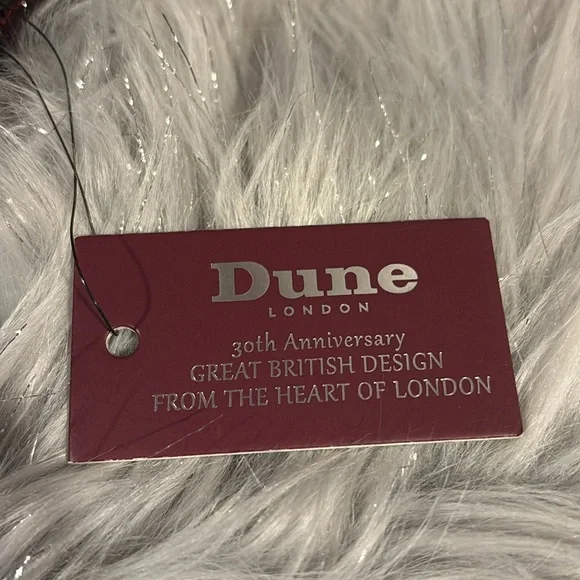 Dune
LONDON
30th Anniversary
GREAT BRITISH DESIGN
FROM THE HEART OF LONDON